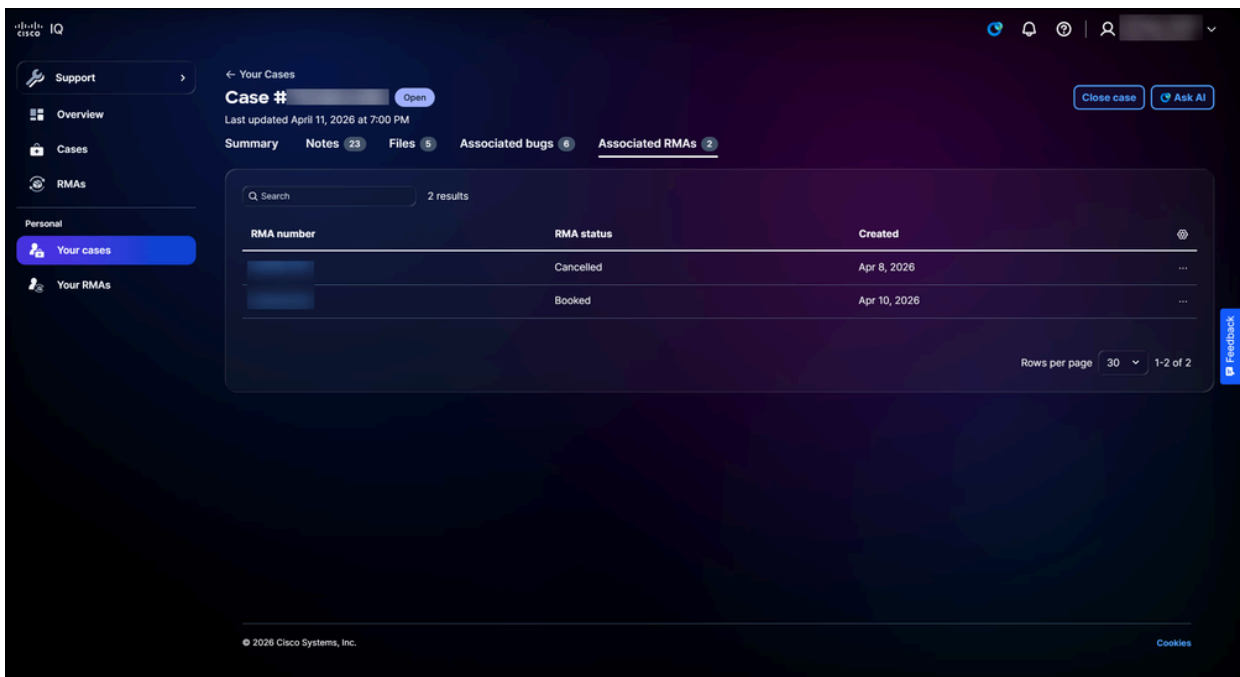 cisco IQ
Support
Overview
Cases
RMAs
Personal
Your cases
Your RMAs
← Your Cases
Case # Open
Last updated April 11, 2026 at 7:00 PM
Close case Ask AI
Summary Notes 23 Files 5 Associated bugs 6 Associated RMAs 2
Search 2 results
RMA number RMA status Created
Cancelled Apr 8, 2026 ...
Booked Apr 10, 2026 ...
Rows per page 30 1-2 of 2
Feedback
© 2026 Cisco Systems, Inc. Cookies